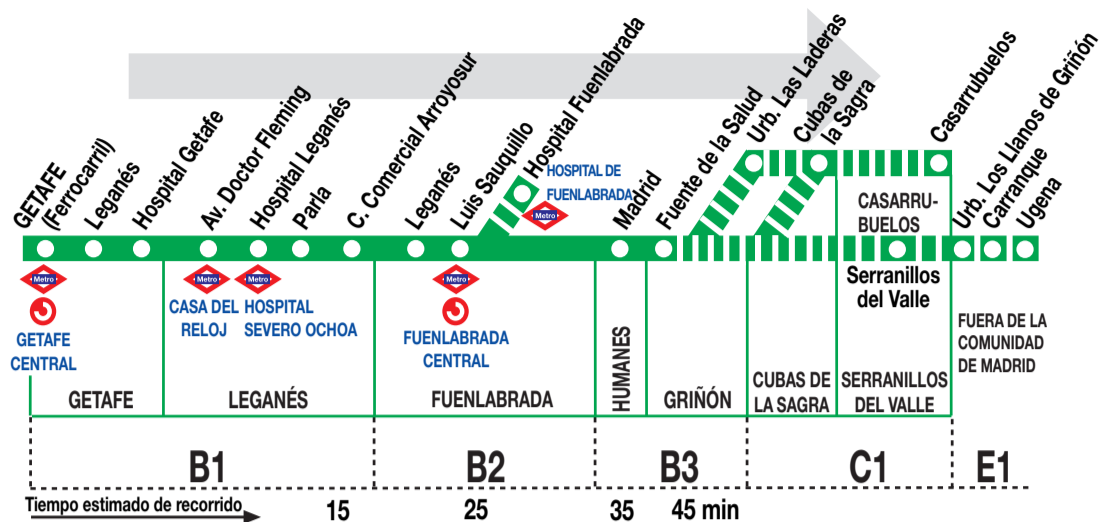 GETAFE
(Ferrocarril)
Leganés
Hospital Getafe
Av. Doctor Fleming
Hospital Leganés
Parla
C. Comercial Arroyosur
Leganés
Luis Sauquillo
Hospital Fuenlabrada
Madrid
Fuente de la Salud
Urb. Las Laderas
Cubas de
la Sagra
Casarrubuelos
Urb. Los Llanos de Griñón
Carranque
Ugena
HOSPITAL DE
FUENLABRADA
Metro
CASARRU-
BUELOS
Serranillos
del Valle
Metro
Metro
Metro
Metro
GETAFE
CENTRAL
CASA DEL
RELOJ
HOSPITAL
SEVERO OCHOA
FUENLABRADA
CENTRAL
FUERA DE LA
COMUNIDAD
DE MADRID
GETAFE
LEGANÉS
FUENLABRADA
HUMANES
GRIÑÓN
CUBAS DE
LA SAGRA
SERRANILLOS
DEL VALLE
B1
B2
B3
C1
E1
Tiempo estimado de recorrido
15
25
35
45 min